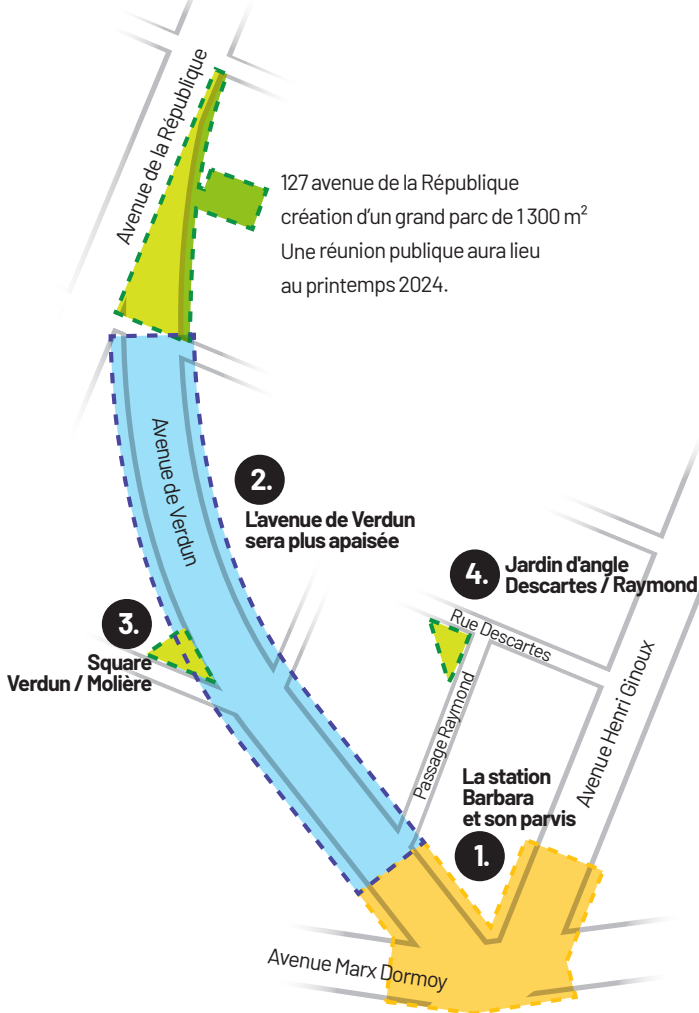 Avenue de la République
127 avenue de la République
création d'un grand parc de 1 300 m²
Une réunion publique aura lieu
au printemps 2024.
Avenue de Verdun
2.
L'avenue de Verdun
sera plus apaisée
4.
Jardin d'angle
Descartes / Raymond
3.
Square
Verdun / Molière
Rue Descartes
Passage Raymond
Avenue Henri Ginoux
La station
Barbara
et son parvis
1.
Avenue Marx Dormoy